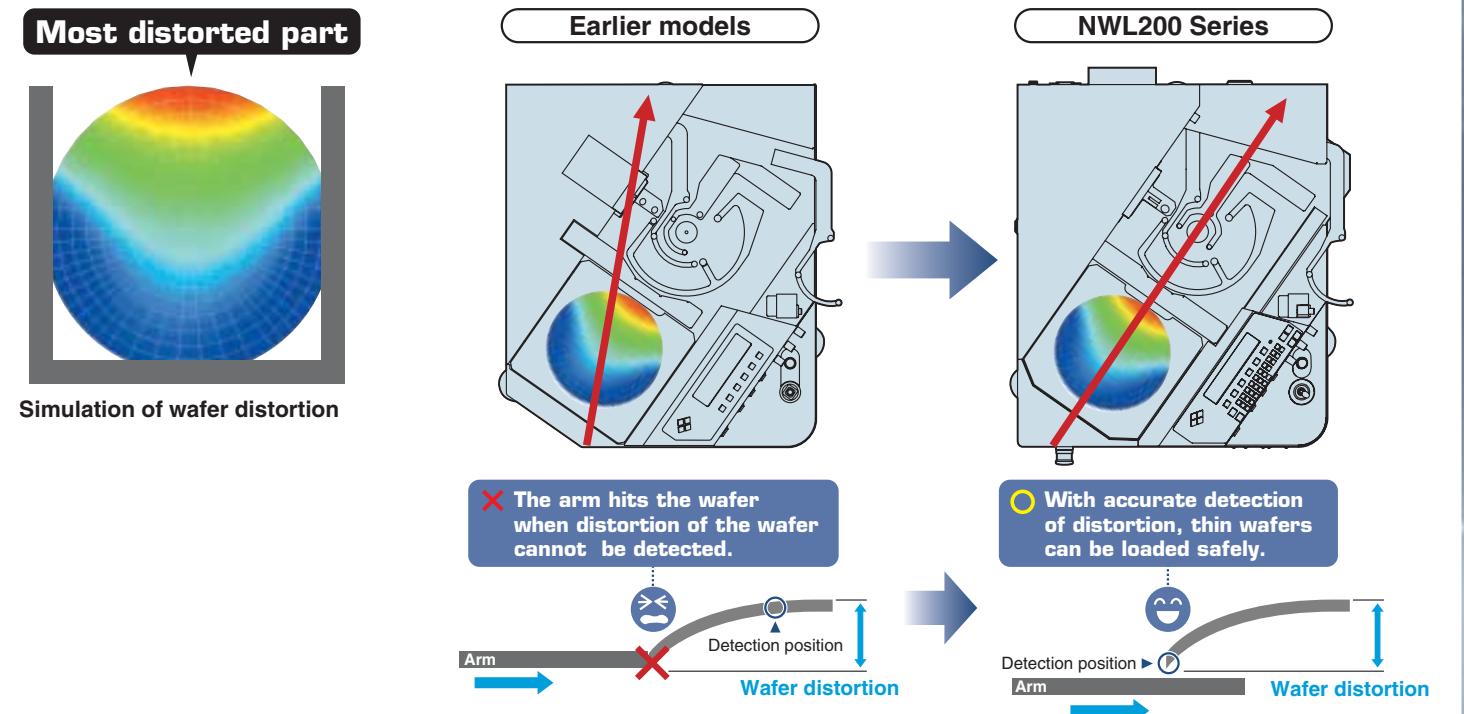 Most distorted part
Simulation of wafer distortion
Earlier models
NWL200 Series
The arm hits the wafer
when distortion of the wafer
cannot be detected.
Detection position
Arm
Wafer distortion
With accurate detection
of distortion, thin wafers
can be loaded safely.
Detection position
Arm
Wafer distortion